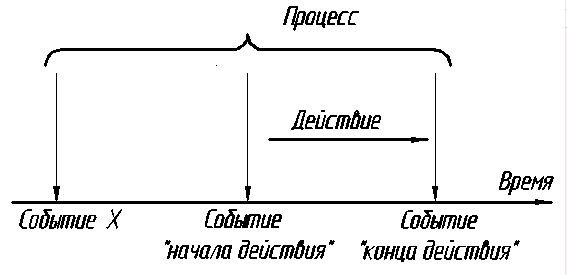 Процесс
Действие
Время
Событие X
Событие
"начала действия"
Событие
"конца действия"